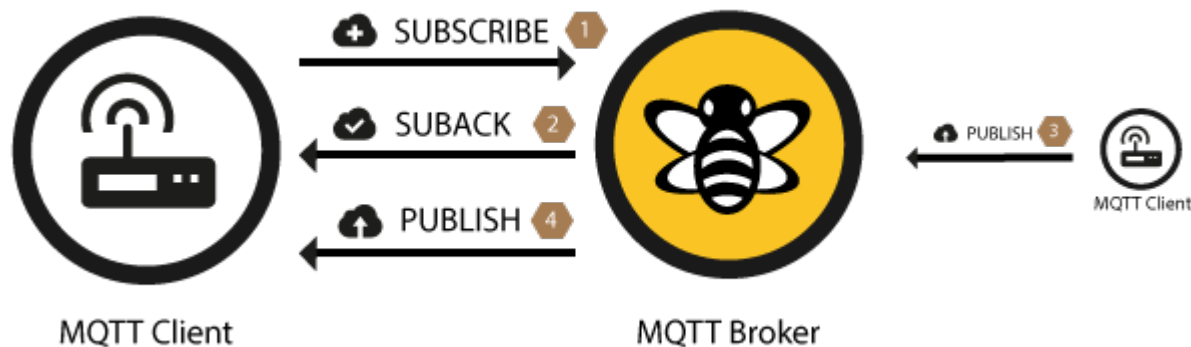 SUBSCRIBE 1
SUBACK 2
PUBLISH 3
PUBLISH 4
MQTT Client
MQTT Client
MQTT Broker